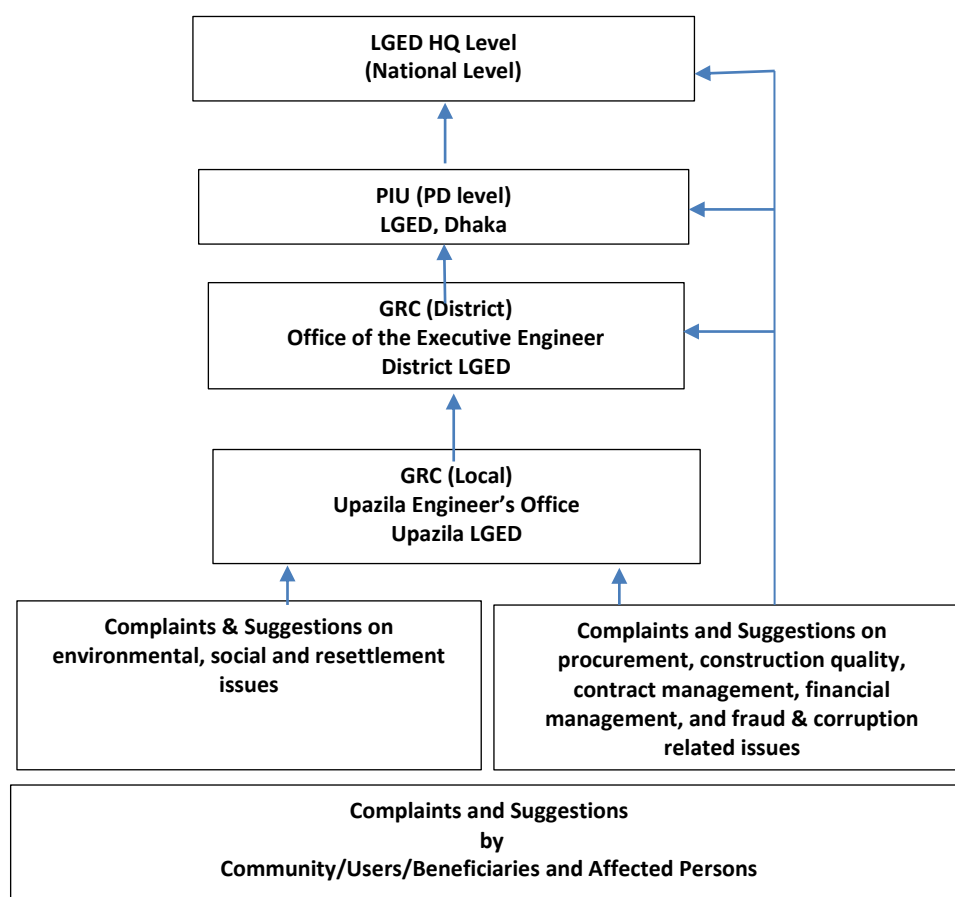 LGED HQ Level
(National Level)
PIU (PD level)
LGED, Dhaka
GRC (District)
Office of the Executive Engineer
District LGED
GRC (Local)
Upazila Engineer’s Office
Upazila LGED
Complaints & Suggestions on
environmental, social and resettlement
issues
Complaints and Suggestions on
procurement, construction quality,
contract management, financial
management, and fraud & corruption
related issues
Complaints and Suggestions
by
Community/Users/Beneficiaries and Affected Persons